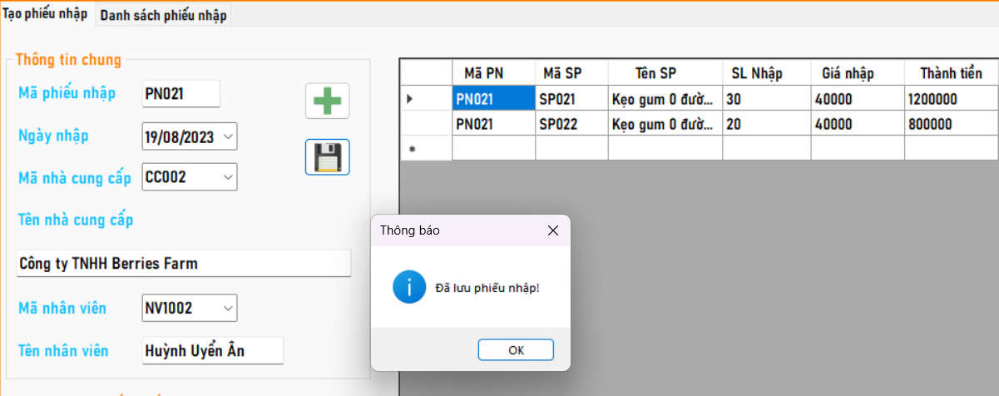 Tạo phiếu nhập
Danh sách phiếu nhập
Thông tin chung
Mã phiếu nhập
PN021
Ngày nhập
19/08/2023
Mã nhà cung cấp
CC002
Tên nhà cung cấp
Công ty TNHH Berries Farm
Mã nhân viên
NV1002
Tên nhân viên
Huỳnh Uyển Ân
Mã PN Mã SP Tên SP SL Nhập Giá nhập Thành tiền
PN021 SP021 Kẹo gum 0 đườ... 30 40000 1200000
PN021 SP022 Kẹo gum 0 đườ... 20 40000 800000
Thông báo
Đã lưu phiếu nhập!
OK